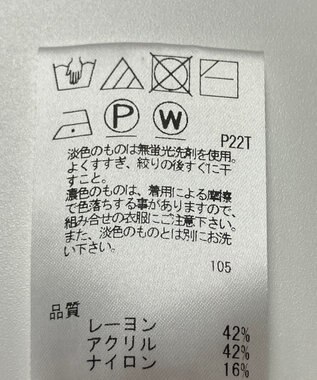 P W
P22T
淡色のものは無蛍光洗剤を使用。
よくすすぎ、絞りの後すぐに干
すこと。
濃色のものは、着用による摩擦
で色落ちする事がありますので、
組み合せの衣服にご注意下さい。
また、淡色のものとは別にお洗
い下さい。
105
品質
レーヨン 42%
アクリル 42%
ナイロン 16%